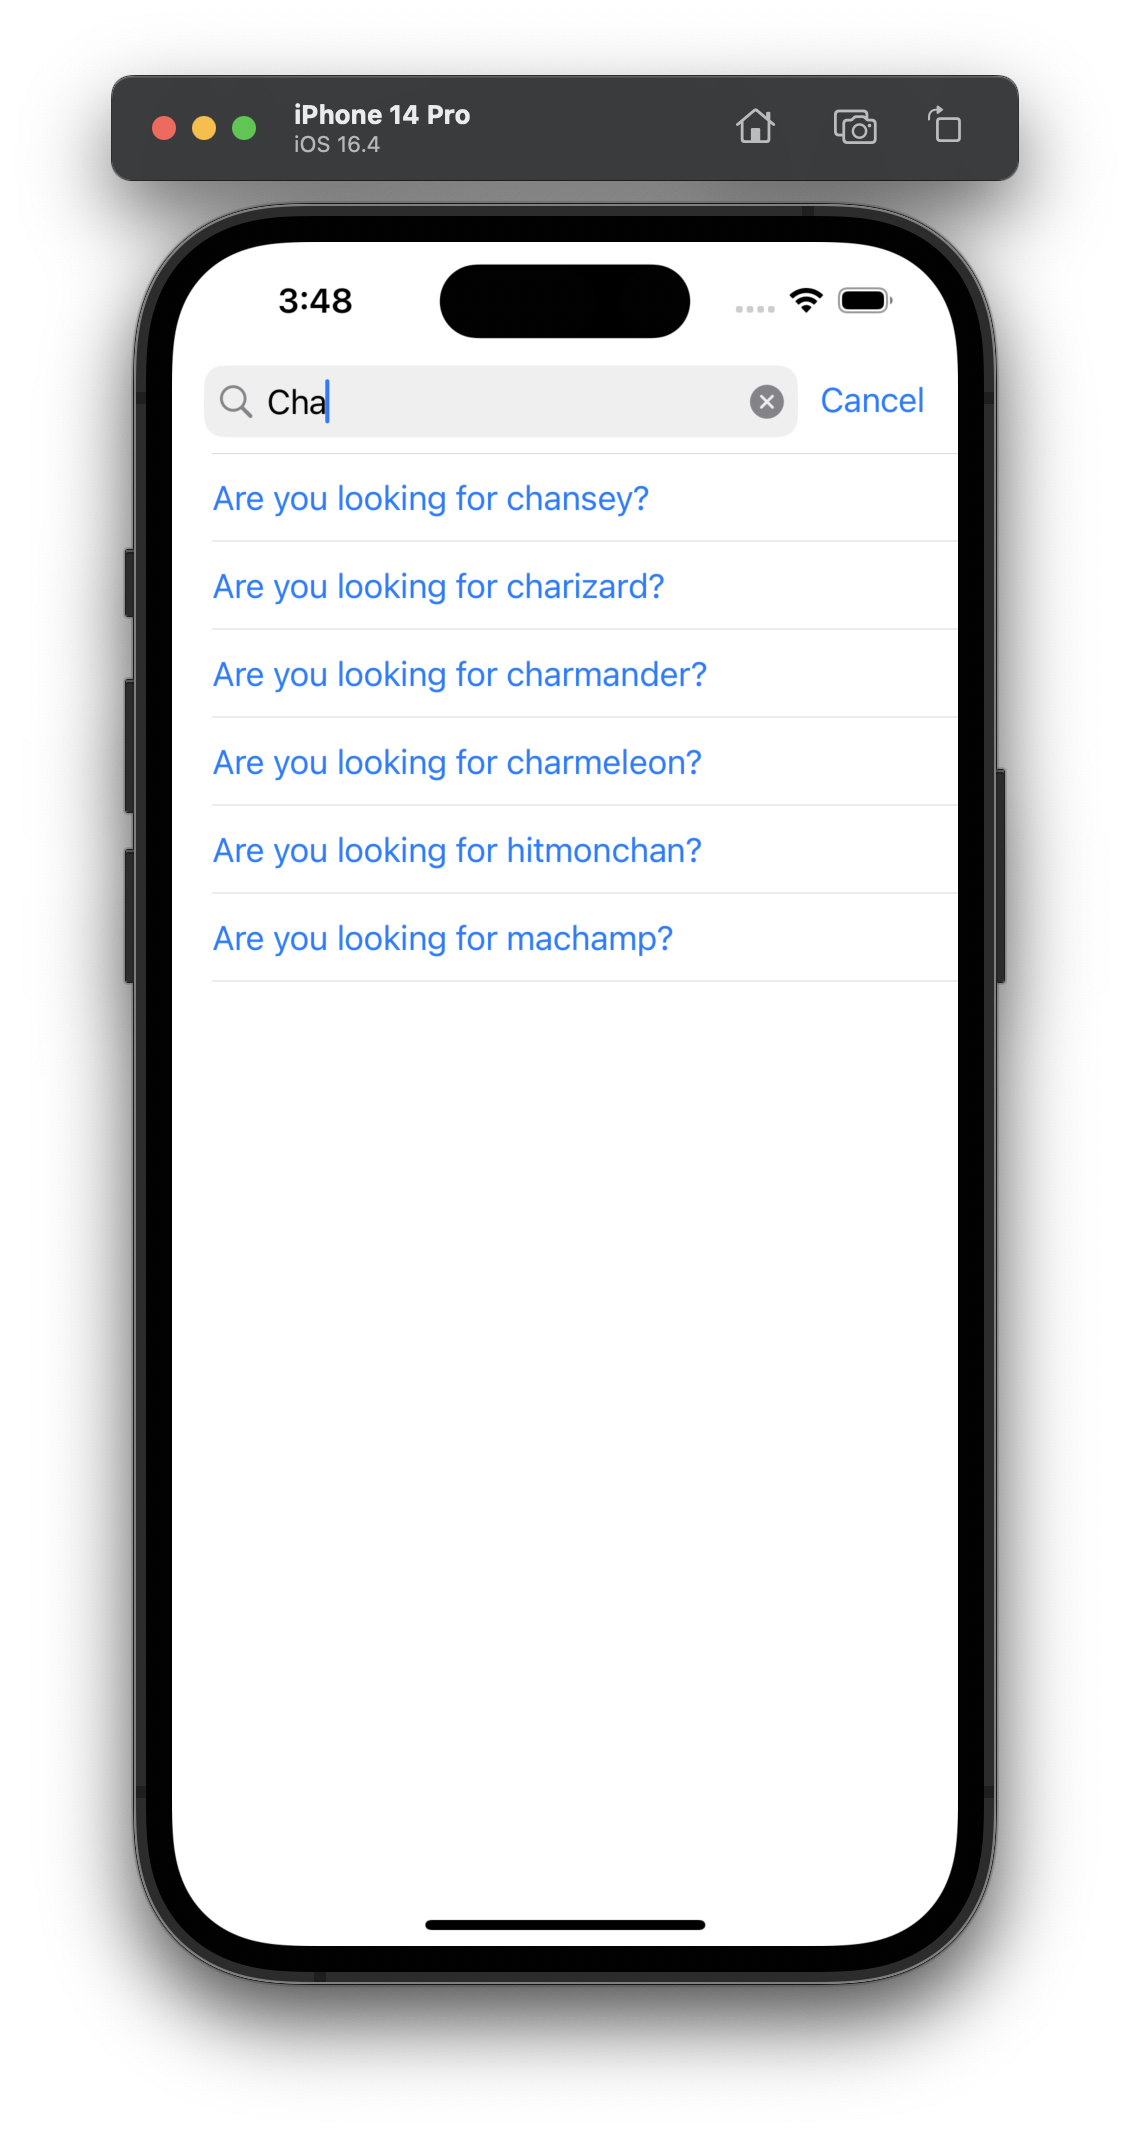 iPhone 14 Pro
iOS 16.4
3:48
Cha
Cancel
Are you looking for chansey?
Are you looking for charizard?
Are you looking for charmander?
Are you looking for charmeleon?
Are you looking for hitmonchan?
Are you looking for machamp?